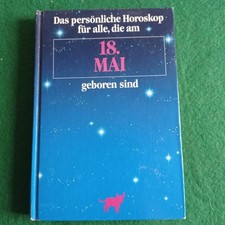 Das persönliche Horoskop
für alle, die am
18.
MAI
geboren sind